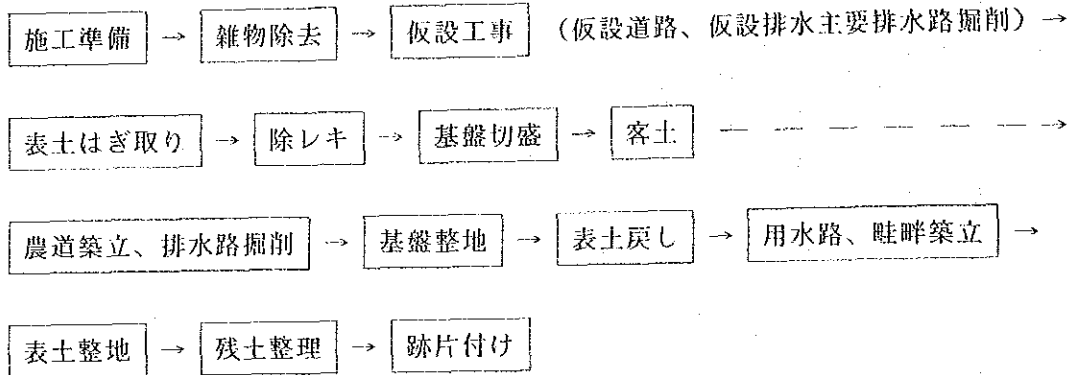 施工準備 → 雑物除去 → 仮設工事 (仮設道路、仮設排水主要排水路掘削) →
表土はぎ取り → 除レキ → 基盤切盛 → 客土 — — — — — →
農道築立、排水路掘削 → 基盤整地 → 表土戻し → 用水路、畦畔築立 →
表土整地 → 残土整理 → 跡片付け